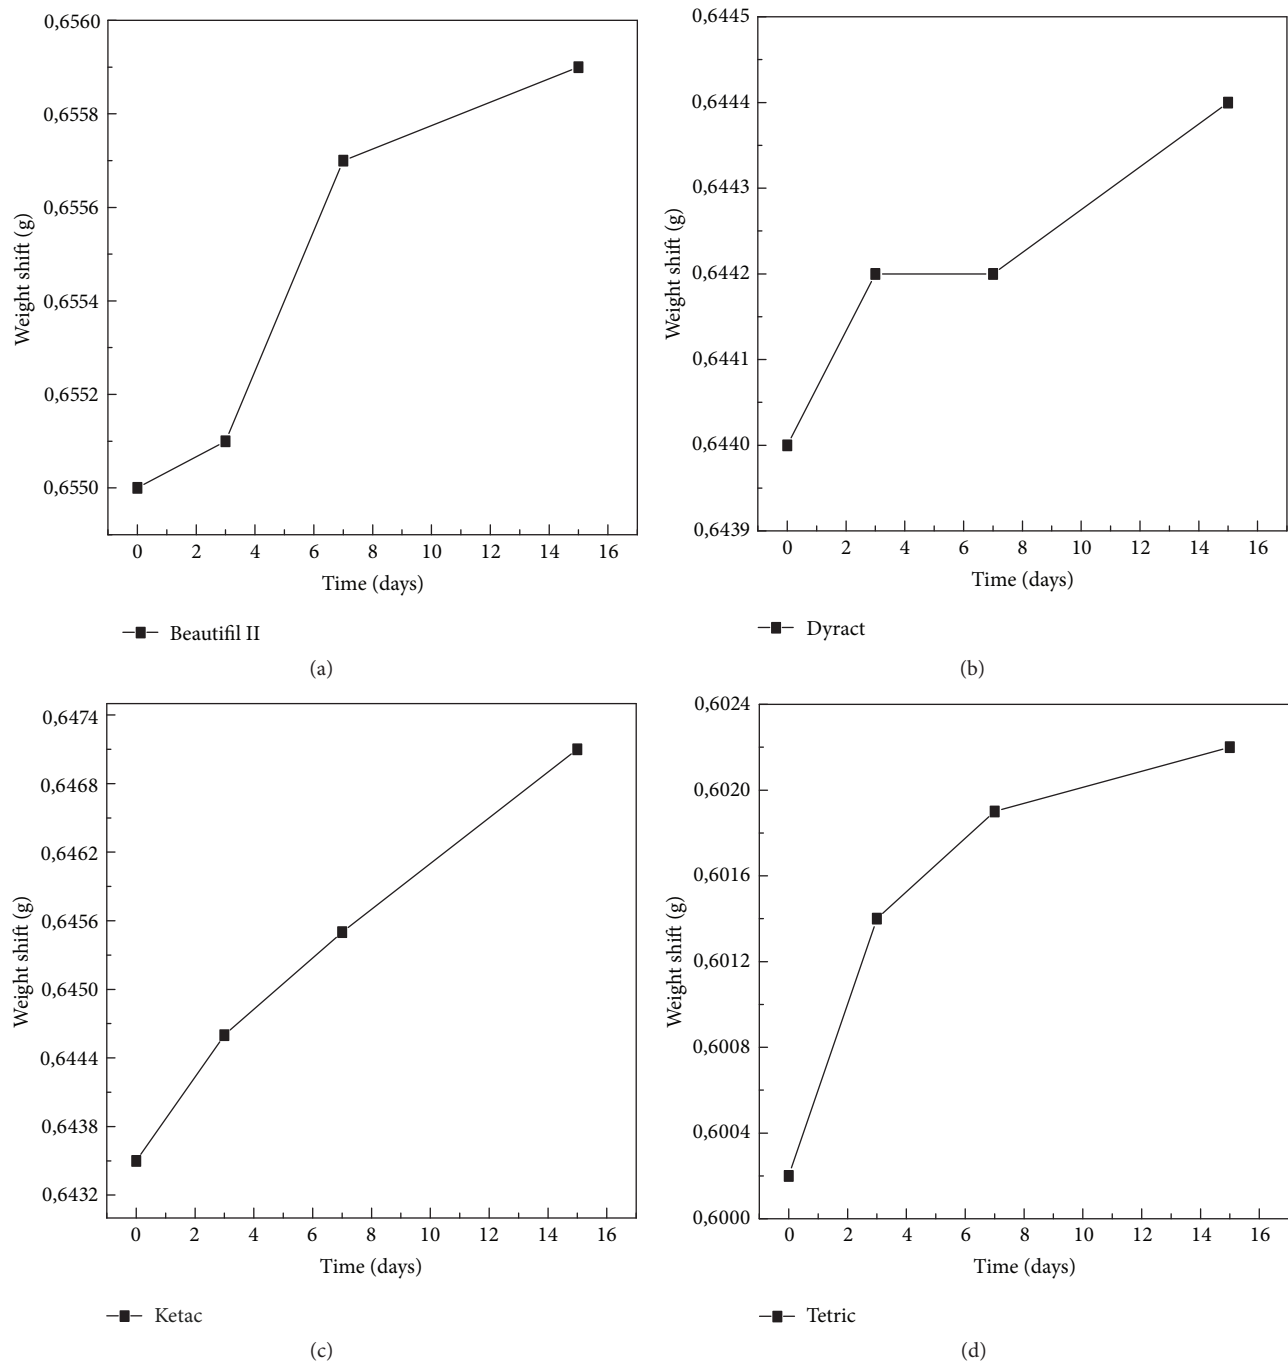 0,6560
0,6558
0,6556
0,6554
0,6552
0,6550
Weight shift (g)
0 2 4 6 8 10 12 14 16
Time (days)
Beautifil II
(a)
0,6445
0,6444
0,6443
0,6442
0,6441
0,6440
0,6439
Weight shift (g)
0 2 4 6 8 10 12 14 16
Time (days)
Dyract
(b)
0,6474
0,6468
0,6462
0,6456
0,6450
0,6444
0,6438
0,6432
Weight shift (g)
0 2 4 6 8 10 12 14 16
Time (days)
Ketac
(c)
0,6024
0,6020
0,6016
0,6012
0,6008
0,6004
0,6000
Weight shift (g)
0 2 4 6 8 10 12 14 16
Time (days)
Tetric
(d)